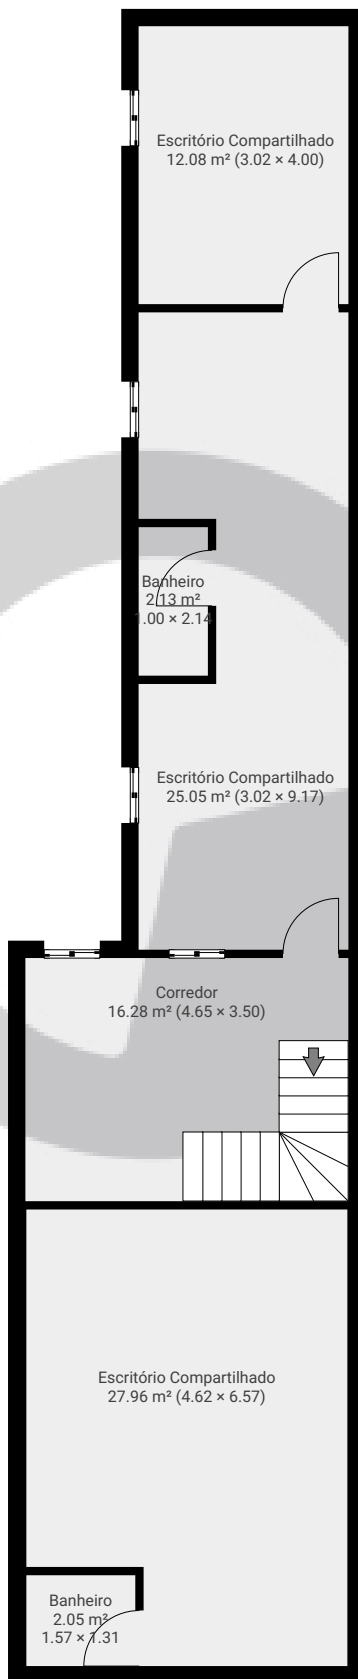 Escritório Compartilhado
12.08 m² (3.02 × 4.00)
Banheiro
2.13 m²
1.00 × 2.14
Escritório Compartilhado
25.05 m² (3.02 × 9.17)
Corredor
16.28 m² (4.65 × 3.50)
Escritório Compartilhado
27.96 m² (4.62 × 6.57)
Banheiro
2.05 m²
1.57 × 1.31